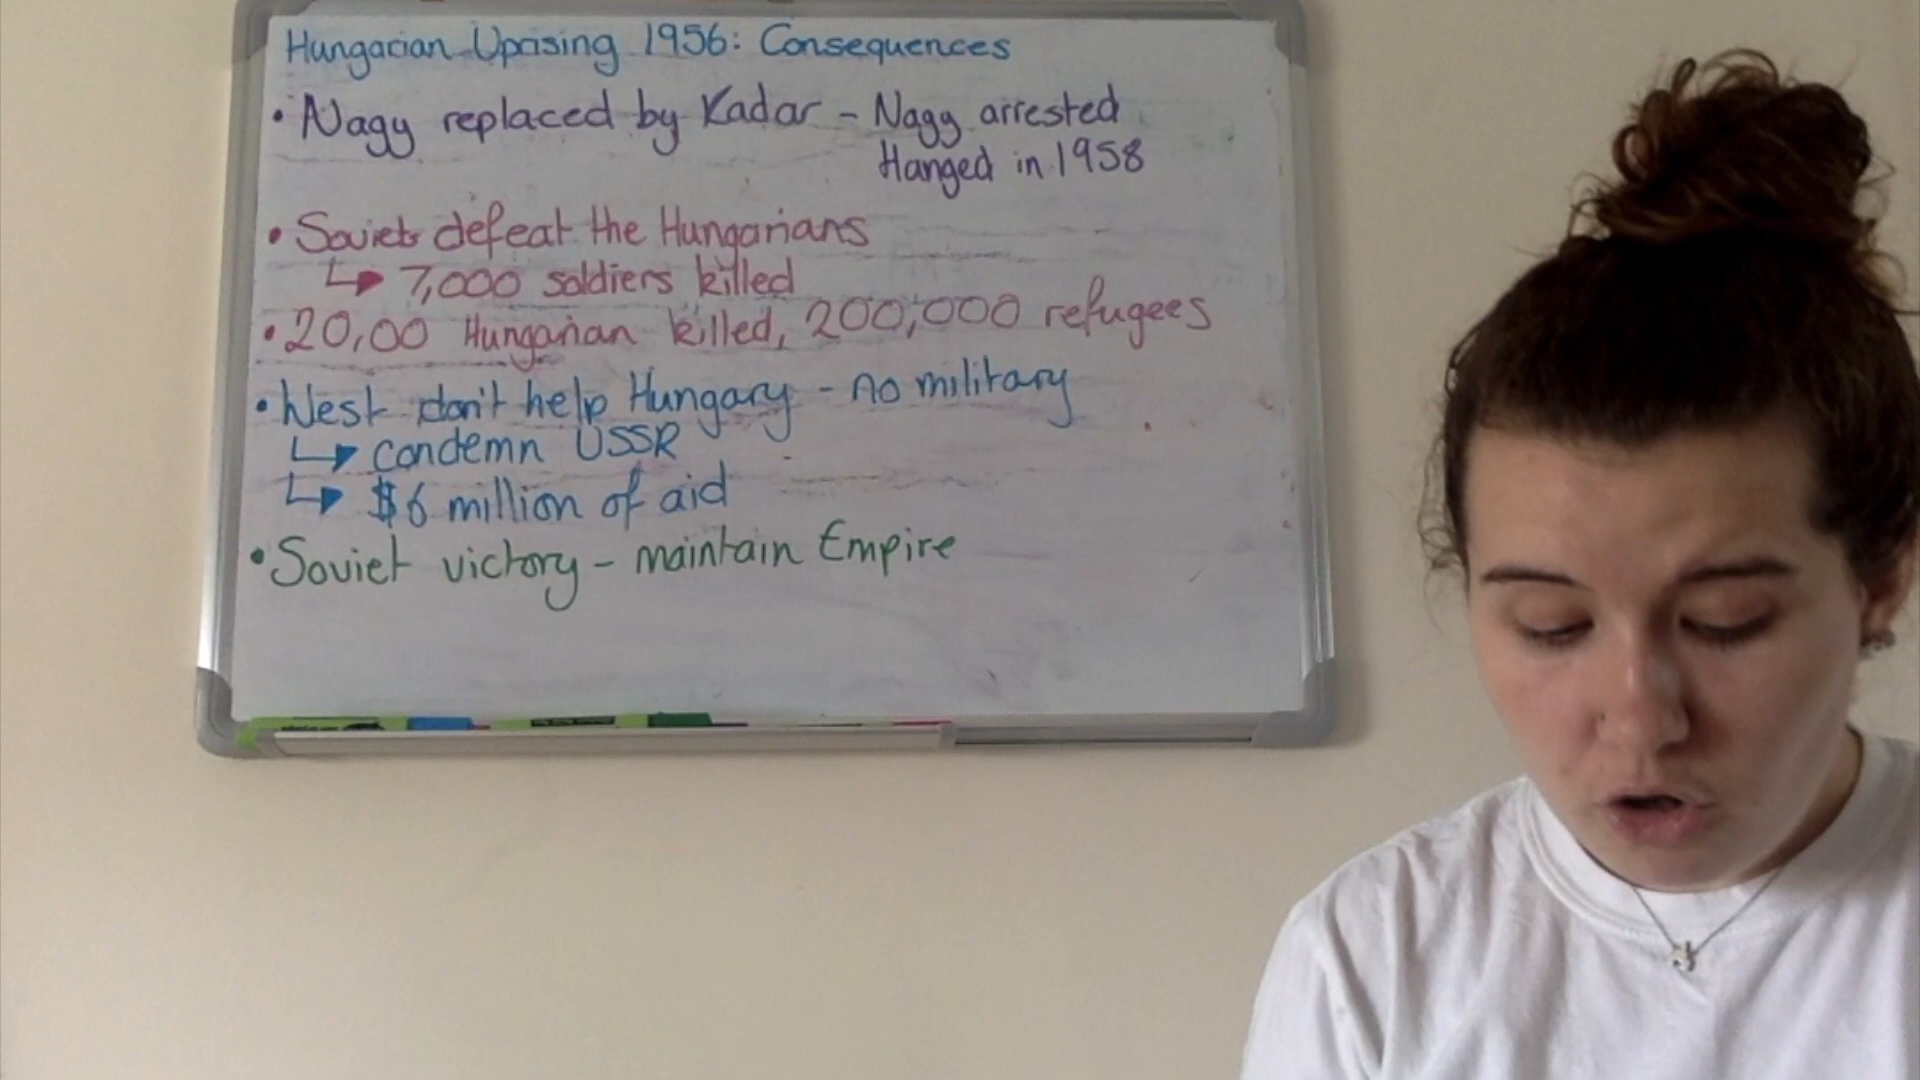 Hungarian Uprising 1956: Consequences
• Nagy replaced by Kadar - Nagy arrested
Hanged in 1958
• Soviets defeat the Hungarians
↳ 7,000 soldiers killed
• 20,00 Hungarian killed, 200,000 refugees
• West don't help Hungary - no military
↳ condemn USSR
↳ $6 million of aid
• Soviet victory - maintain Empire